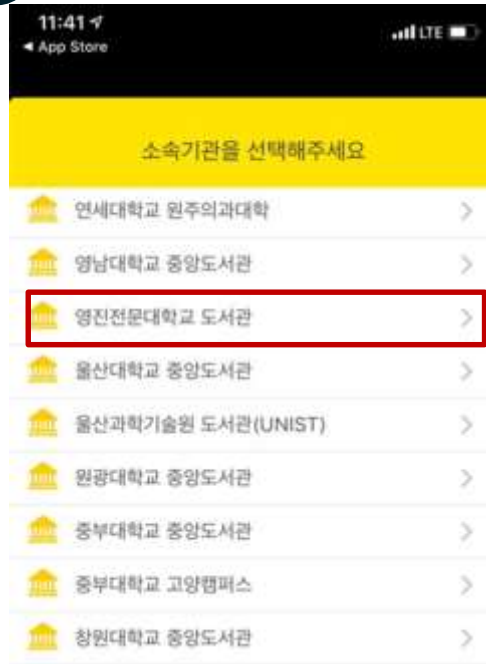 11:41
◀ App Store
LTE
소속기관을 선택해주세요
연세대학교 원주의과대학
영남대학교 중앙도서관
영진전문대학교 도서관
울산대학교 중앙도서관
울산과학기술원 도서관(UNIST)
원광대학교 중앙도서관
중부대학교 중앙도서관
중부대학교 고양캠퍼스
창원대학교 중앙도서관